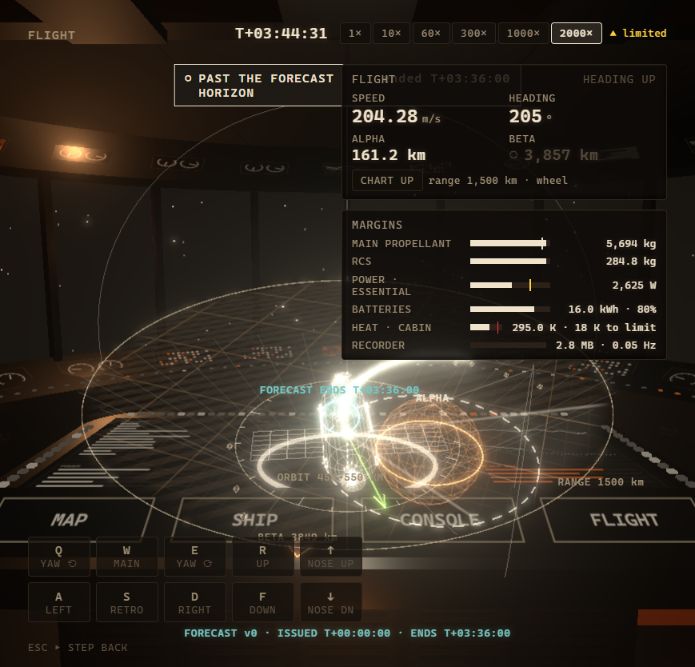 FLIGHT
T+03:44:31
1× 10× 60× 300× 1000× 2000× ▲ limited
PAST THE FORECAST
HORIZON
FLIGHT
ended T+03:36:00
HEADING UP
SPEED
HEADING
204.28 m/s
205 °
ALPHA
BETA
161.2 km
3,857 km
CHART UP range 1,500 km · wheel
MARGINS
MAIN PROPELLANT 5,694 kg
RCS 284.8 kg
POWER ·
ESSENTIAL 2,625 W
BATTERIES 16.0 kWh · 80%
HEAT · CABIN 295.0 K · 18 K to limit
RECORDER 2.8 MB · 0.05 Hz
FORECAST ENDS T+03:36:00
ALPHA
ORBIT
RANGE 1500 km
MAP
SHIP
CONSOLE
FLIGHT
Q
YAW
W
MAIN
E
YAW
R
UP
↑
NOSE UP
A
LEFT
S
RETRO
D
RIGHT
F
DOWN
↓
NOSE DN
FORECAST v0 · ISSUED T+00:00:00 · ENDS T+03:36:00
ESC ▸ STEP BACK